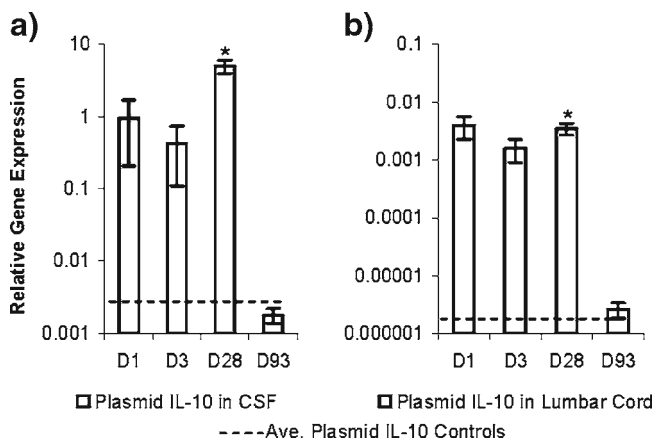 a)
10
1
0.1
0.01
0.001
Relative Gene Expression
*
D1 D3 D28 D93
Plasmid IL-10 in CSF
b)
0.1
0.01
0.001
0.0001
0.00001
0.000001
*
D1 D3 D28 D93
Plasmid IL-10 in Lumbar Cord
Ave. Plasmid IL-10 Controls